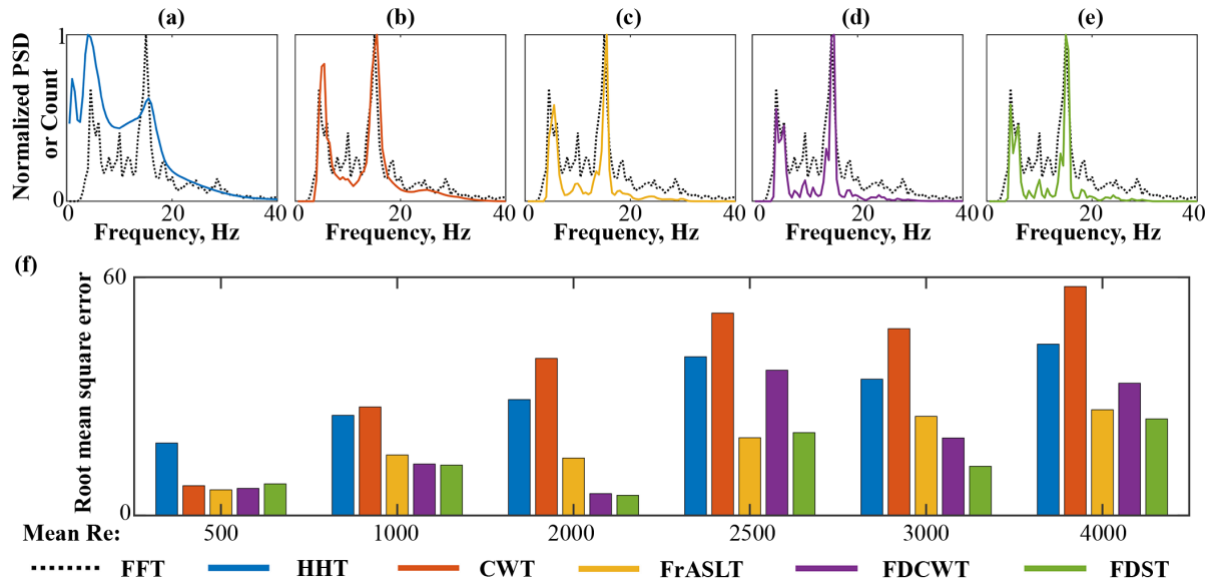 (a) (b) (c) (d) (e)
Normalized PSD
or Count
1
0
0 20 40 0 20 40 0 20 40 0 20 40 0 20 40
Frequency, Hz Frequency, Hz Frequency, Hz Frequency, Hz Frequency, Hz
(f)
Root mean square error
60
0
Mean Re: 500 1000 2000 2500 3000 4000
FFT HHT CWT FrASLT FDCWT FDST